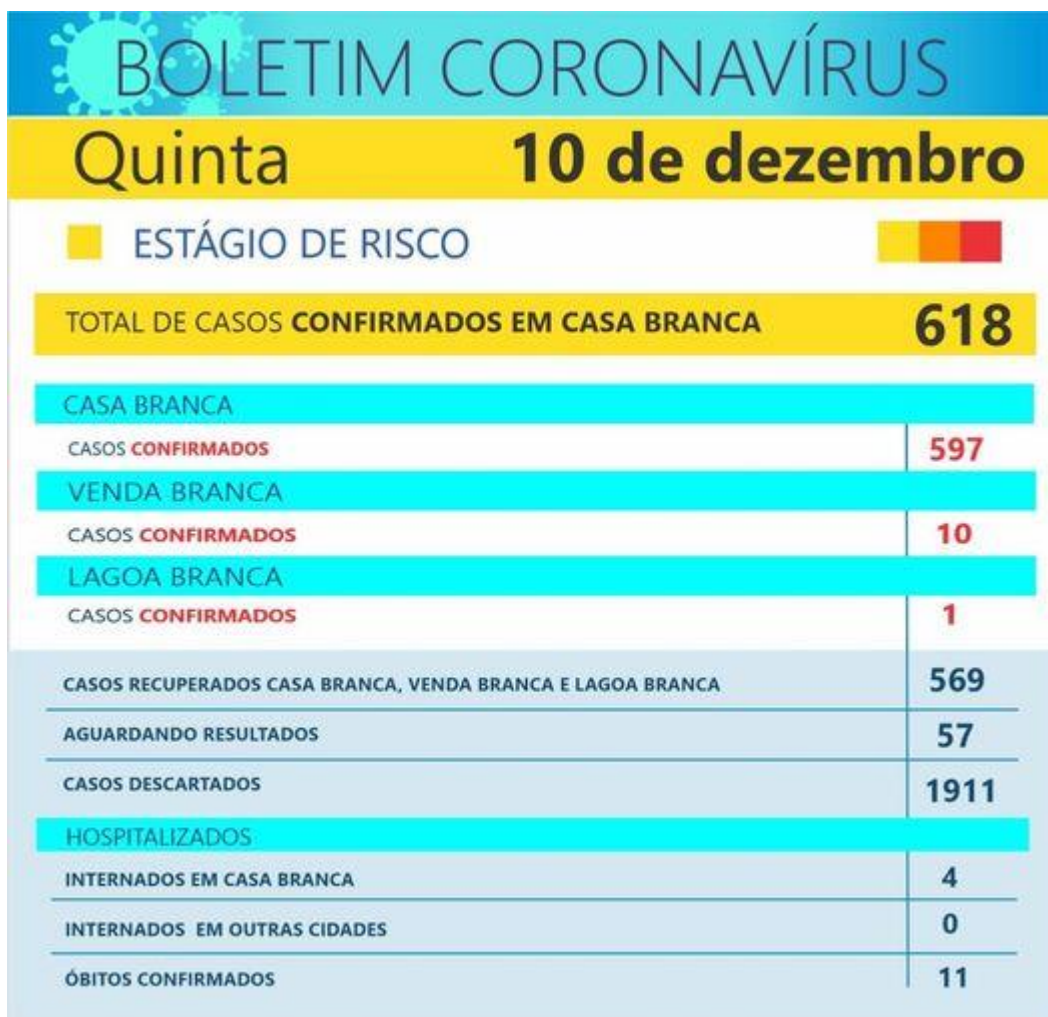 BOLETIM CORONAVÍRUS
Quinta 10 de dezembro
ESTÁGIO DE RISCO
TOTAL DE CASOS CONFIRMADOS EM CASA BRANCA 618
CASA BRANCA
CASOS CONFIRMADOS 597
VENDA BRANCA
CASOS CONFIRMADOS 10
LAGOA BRANCA
CASOS CONFIRMADOS 1
CASOS RECUPERADOS CASA BRANCA, VENDA BRANCA E LAGOA BRANCA 569
AGUARDANDO RESULTADOS 57
CASOS DESCARTADOS 1911
HOSPITALIZADOS
INTERNADOS EM CASA BRANCA 4
INTERNADOS EM OUTRAS CIDADES 0
ÓBITOS CONFIRMADOS 11